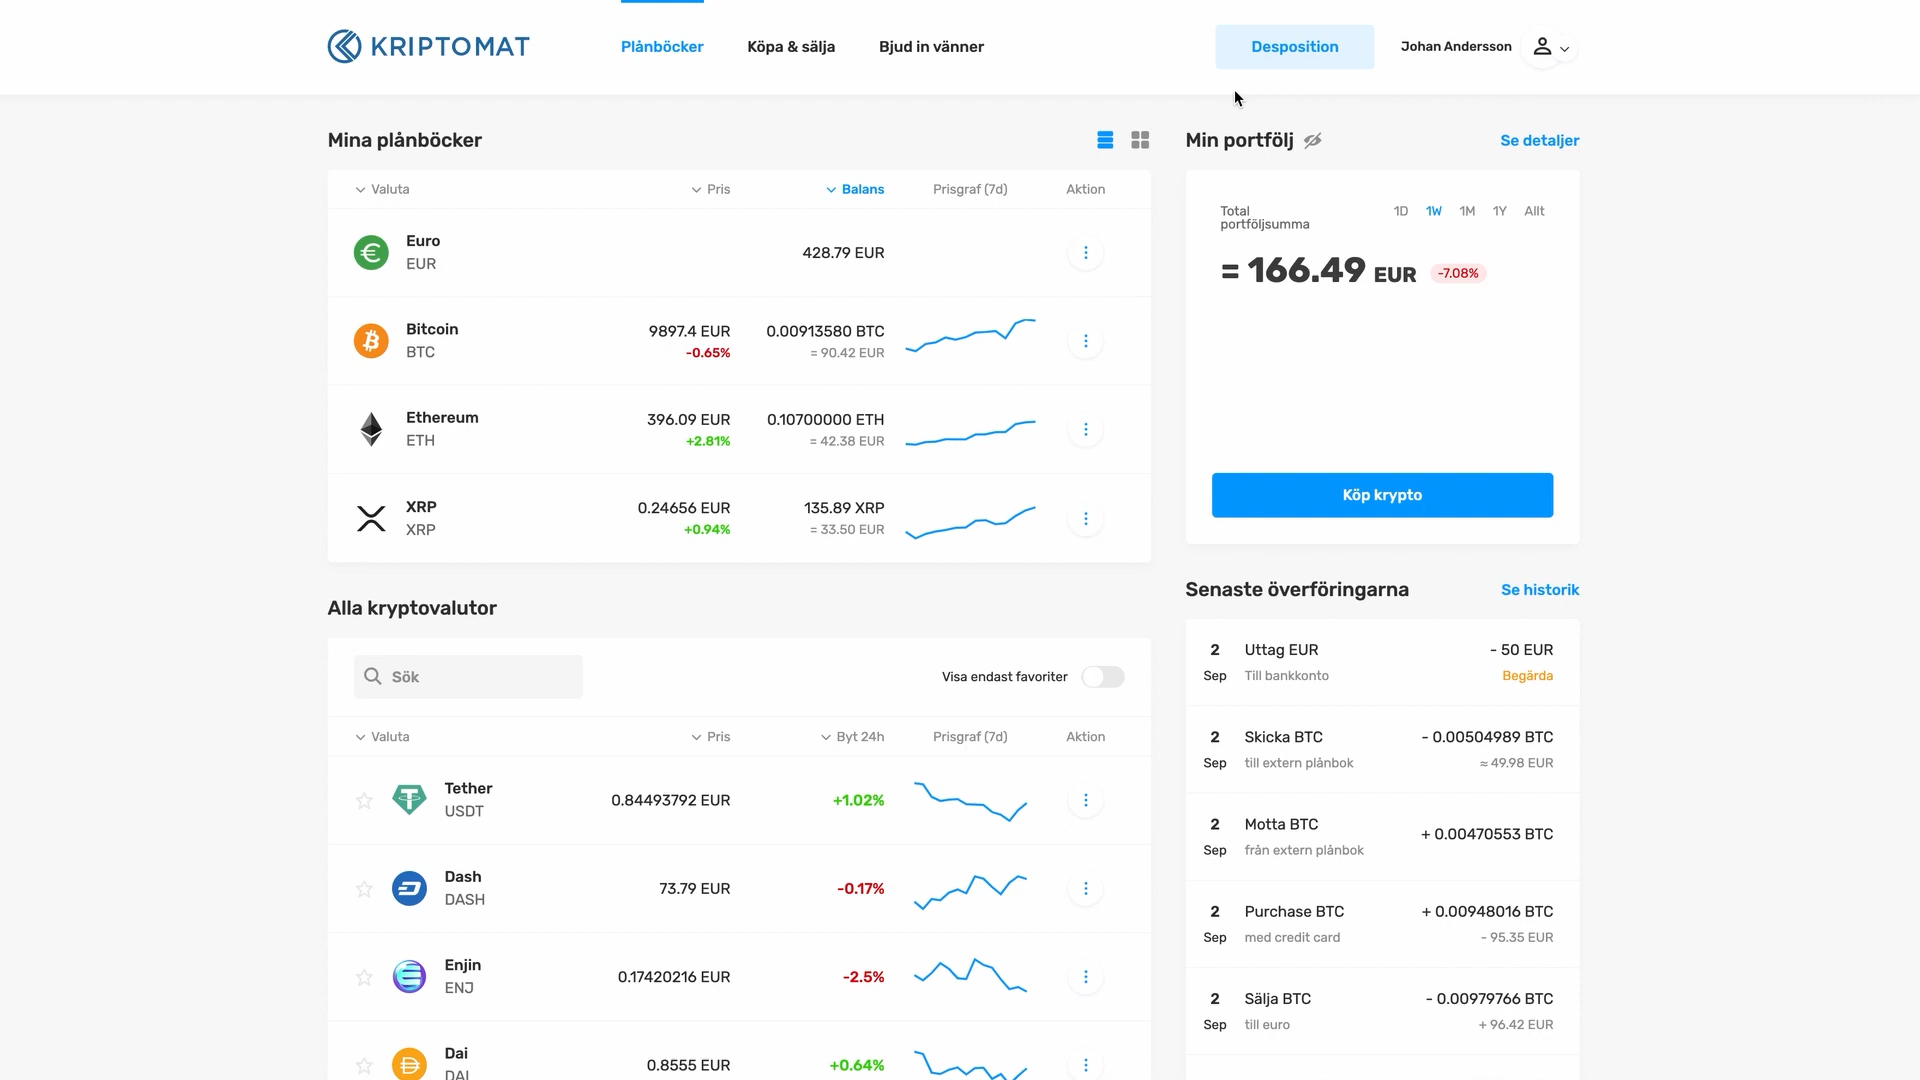 KRIPTOMAT
Plånböcker
Köpa & sälja
Bjud in vänner
Desposition
Johan Andersson
Mina plånböcker
Valuta
Pris
Balans
Prisgraf (7d)
Aktion
Euro
EUR
428.79 EUR
Bitcoin
BTC
9897.4 EUR
-0.65%
0.00913580 BTC
= 90.42 EUR
Ethereum
ETH
396.09 EUR
+2.81%
0.10700000 ETH
= 42.38 EUR
XRP
XRP
0.24656 EUR
+0.94%
135.89 XRP
= 33.50 EUR
Min portfölj
Se detaljer
Total
portföljsumma
1D
1W
1M
1Y
Allt
= 166.49 EUR
-7.08%
Köp krypto
Alla kryptovalutor
Sök
Visa endast favoriter
Valuta
Pris
Byt 24h
Prisgraf (7d)
Aktion
Tether
USDT
0.84493792 EUR
+1.02%
Dash
DASH
73.79 EUR
-0.17%
Enjin
ENJ
0.17420216 EUR
-2.5%
Dai
DAI
0.8555 EUR
+0.64%
Senaste överföringarna
Se historik
2
Sep
Uttag EUR
Till bankkonto
- 50 EUR
Begärda
2
Sep
Skicka BTC
till extern plånbok
- 0.00504989 BTC
≈ 49.98 EUR
2
Sep
Motta BTC
från extern plånbok
+ 0.00470553 BTC
2
Sep
Purchase BTC
med credit card
+ 0.00948016 BTC
- 95.35 EUR
2
Sep
Sälja BTC
till euro
- 0.00979766 BTC
+ 96.42 EUR